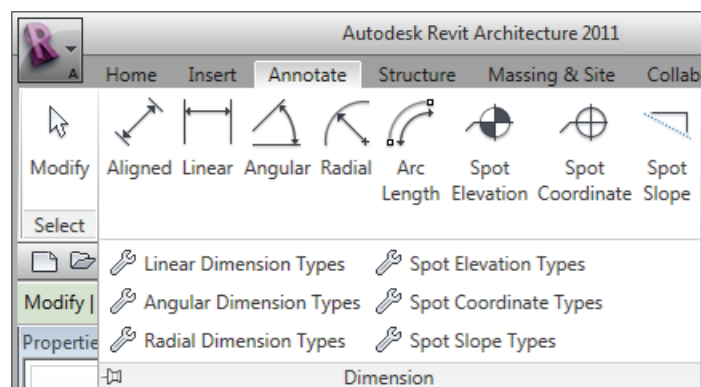 Autodesk Revit Architecture 2011
A
Home Insert Annotate Structure Massing & Site Collab
Modify Aligned Linear Angular Radial Arc Length Spot Elevation Spot Coordinate Spot Slope
Select
Linear Dimension Types Spot Elevation Types
Modify | Angular Dimension Types Spot Coordinate Types
Propertie Radial Dimension Types Spot Slope Types
Dimension